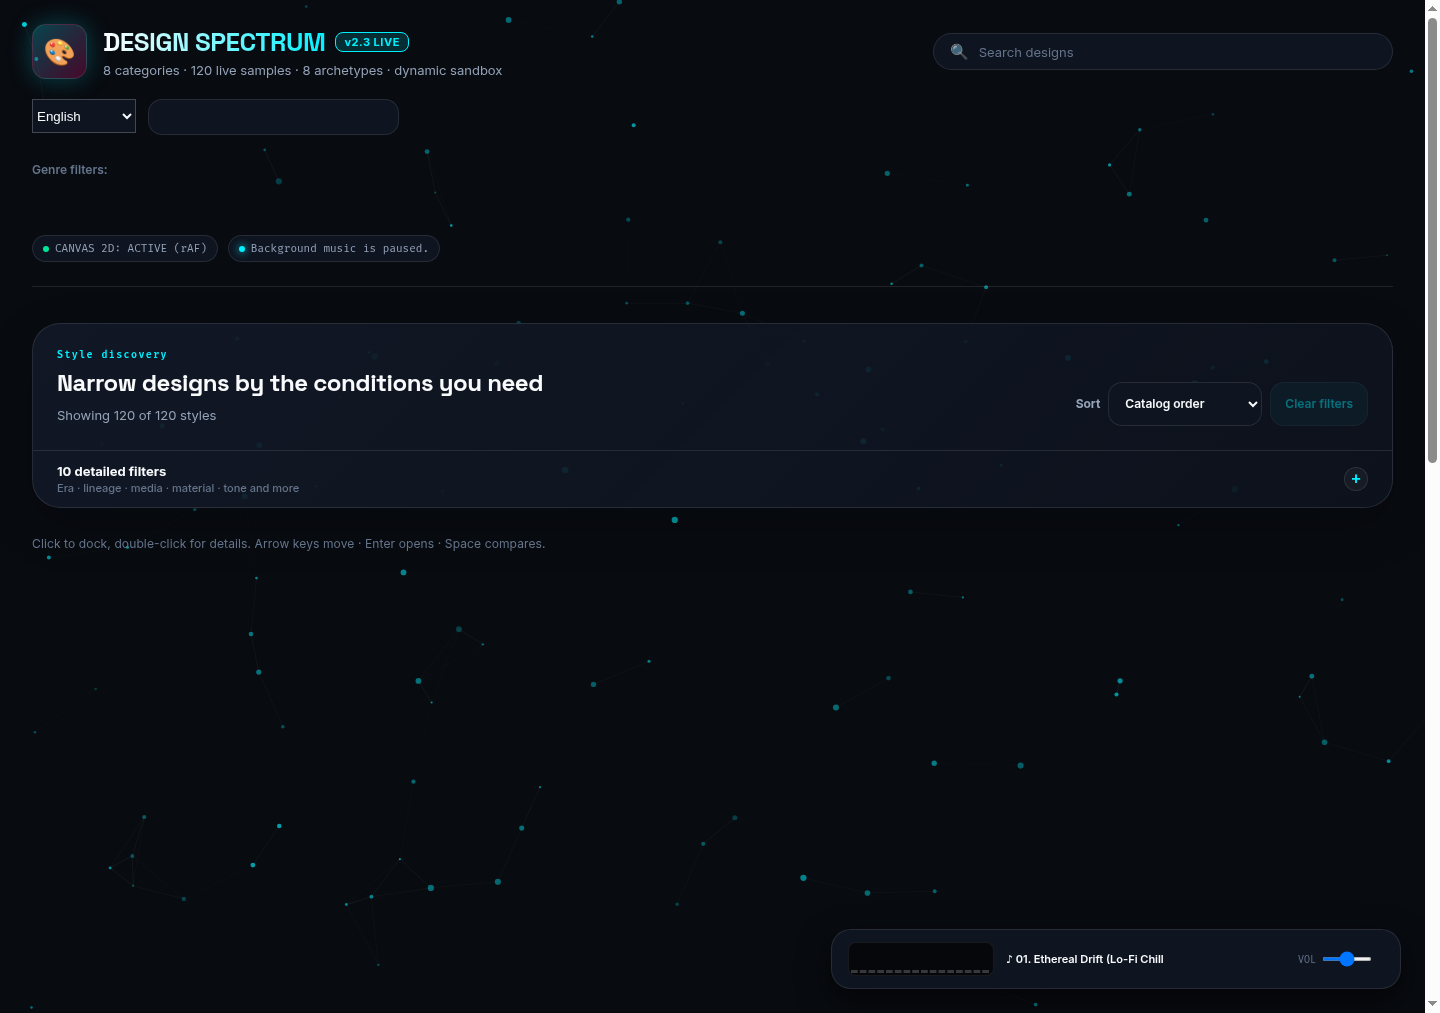 DESIGN SPECTRUM v2.3 LIVE
8 categories · 120 live samples · 8 archetypes · dynamic sandbox
Search designs
English
Genre filters:
CANVAS 2D: ACTIVE (rAF)
Background music is paused.
Style discovery
Narrow designs by the conditions you need
Showing 120 of 120 styles
Sort
Catalog order
Clear filters
10 detailed filters
Era · lineage · media · material · tone and more
+
Click to dock, double-click for details. Arrow keys move · Enter opens · Space compares.
♪ 01. Ethereal Drift (Lo-Fi Chill
VOL